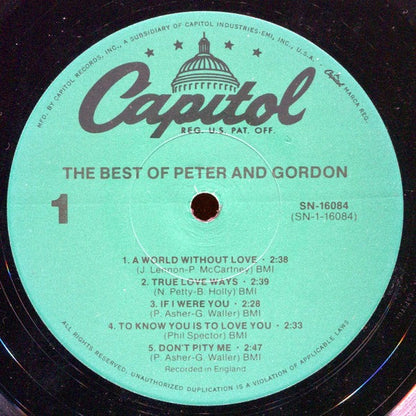 MFG. BY CAPITOL RECORDS, INC., A SUBSIDIARY OF CAPITOL INDUSTRIES-EMI, INC., U.S.A.
Capitol MARCA REG.
Capitol
REG. U.S. PAT. OFF.
THE BEST OF PETER AND GORDON
1
SN-16084
(SN-1-16084)
1. A WORLD WITHOUT LOVE · 2:38
(J. Lennon-P. McCartney) BMI
2. TRUE LOVE WAYS · 2:39
(N. Petty-B. Holly) BMI
3. IF I WERE YOU · 2:28
(P. Asher-G. Waller) BMI
4. TO KNOW YOU IS TO LOVE YOU · 2:33
(Phil Spector) BMI
5. DON'T PITY ME · 2:47
(P. Asher-G. Waller) BMI
Recorded in England
ALL RIGHTS RESERVED. UNAUTHORIZED DUPLICATION IS A VIOLATION OF APPLICABLE LAWS